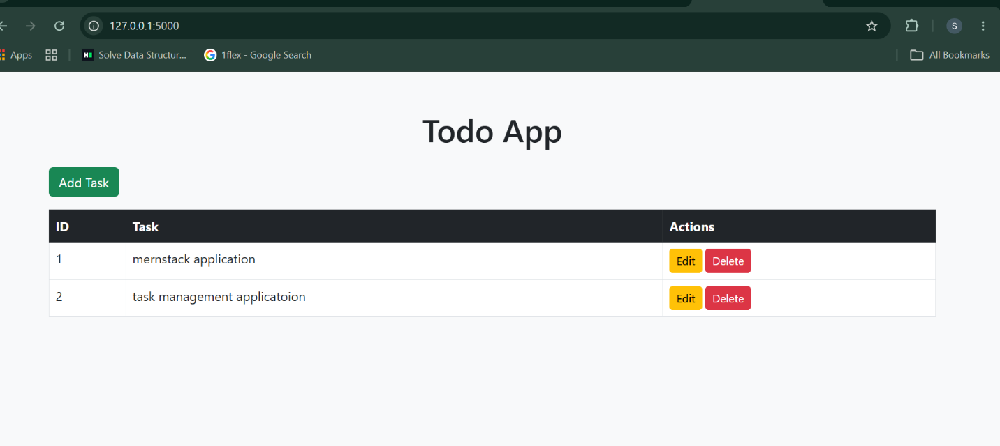 127.0.0.1:5000
S
Apps
Solve Data Structur...
1flex - Google Search
All Bookmarks
Todo App
Add Task
ID Task Actions
1 mernstack application Edit Delete
2 task management applicatoion Edit Delete